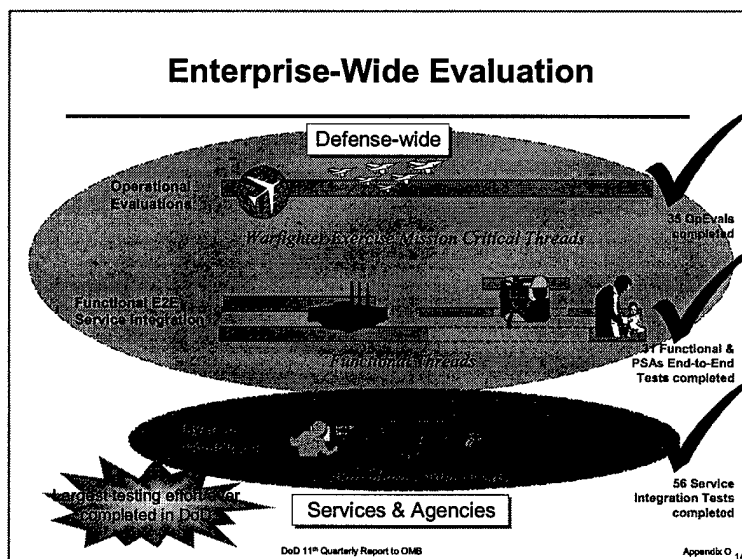 Enterprise-Wide Evaluation
Defense-wide
Operational
Evaluations
35 OpEvals
completed
Warfighter Exercise Mission Critical Threads
Functional E2E,
Service Integration
Functional Threads
31 Functional &
PSAs End-to-End
Tests completed
Largest testing effort ever
completed in DoD
Services & Agencies
56 Service
Integration Tests
completed
DoD 11th Quarterly Report to OMB
Appendix O